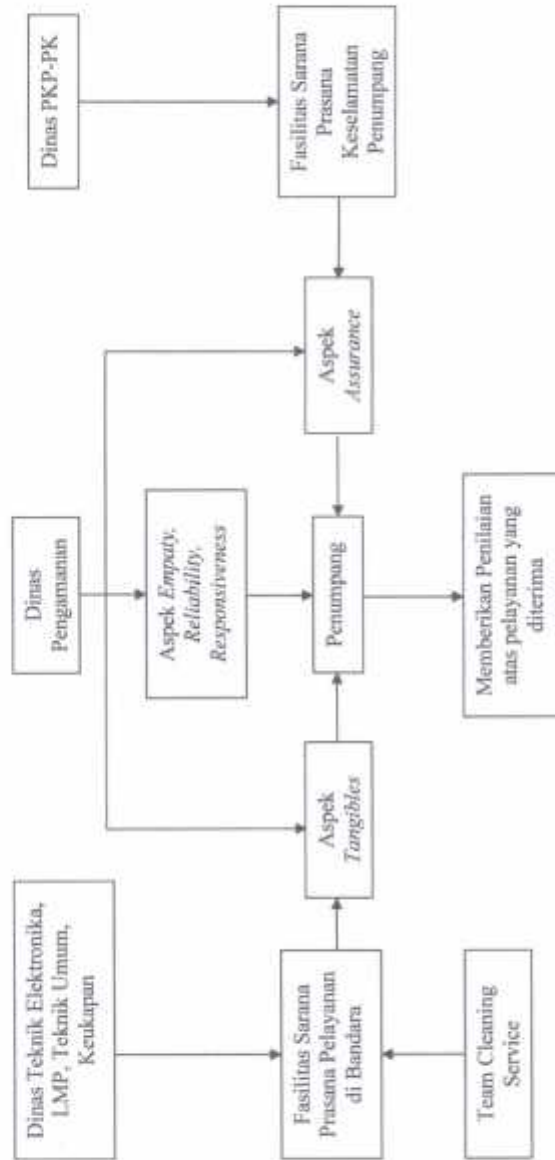 Dinas Teknik Elektronika,
LMP, Teknik Umum,
Keukapan
Dinas
Pengamanan
Dinas PKP-PK
Aspek Empaty,
Reliability,
Responsiveness
Fasilitas Sarana
Prasana Pelayanan
di Bandara
Aspek
Tangibles
Penumpang
Aspek
Assurance
Fasilitas Sarana
Prasana
Keselamatan
Penumpang
Team Cleaning
Service
Memberikan Penilaian
atas pelayanan yang
diterima